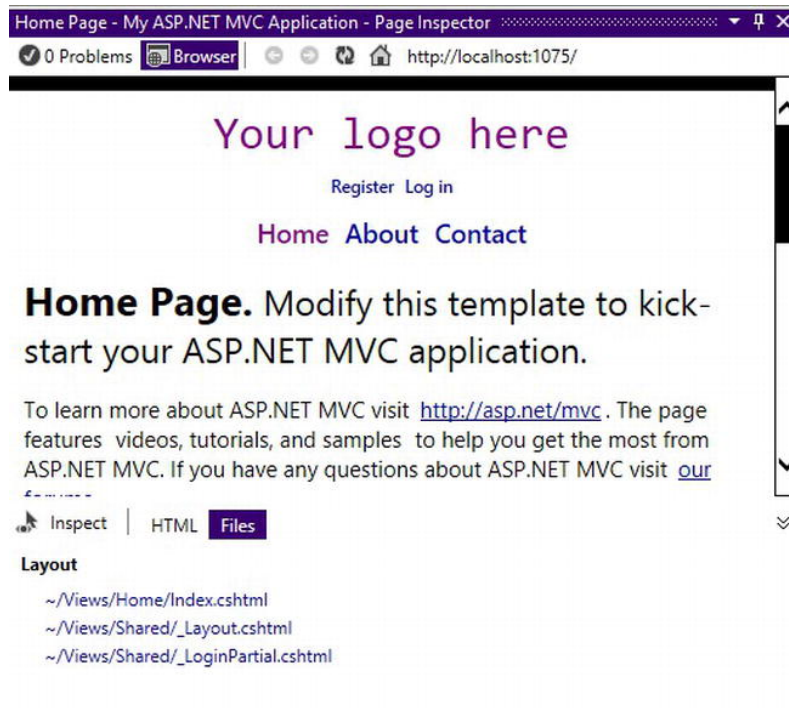 Home Page - My ASP.NET MVC Application - Page Inspector
0 Problems Browser http://localhost:1075/
Your logo here
Register Log in
Home About Contact
Home Page. Modify this template to kick-
start your ASP.NET MVC application.
To learn more about ASP.NET MVC visit http://asp.net/mvc . The page
features videos, tutorials, and samples to help you get the most from
ASP.NET MVC. If you have any questions about ASP.NET MVC visit our
Inspect HTML Files
Layout
~/Views/Home/Index.cshtml
~/Views/Shared/_Layout.cshtml
~/Views/Shared/_LoginPartial.cshtml